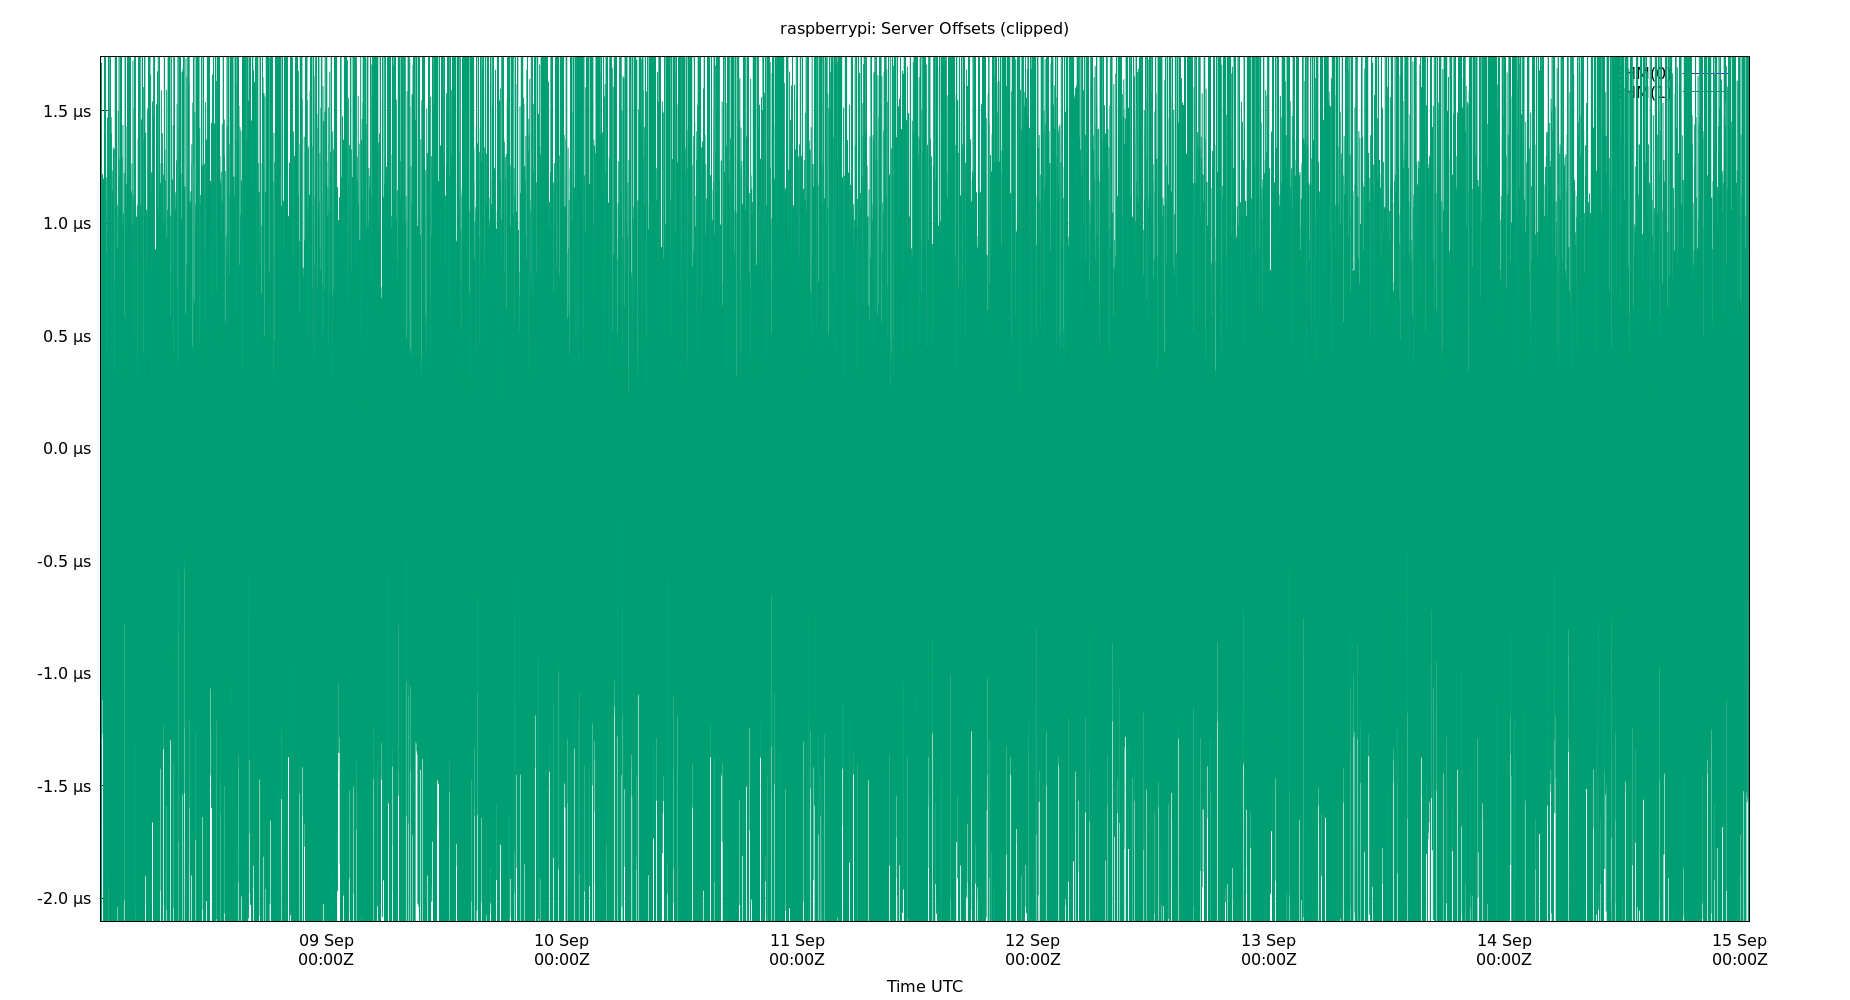 raspberrypi: Server Offsets (clipped)
1.5 µs
1.0 µs
0.5 µs
0.0 µs
-0.5 µs
-1.0 µs
-1.5 µs
-2.0 µs
09 Sep 10 Sep 11 Sep 12 Sep 13 Sep 14 Sep 15 Sep
00:00Z 00:00Z 00:00Z 00:00Z 00:00Z 00:00Z 00:00Z
Time UTC